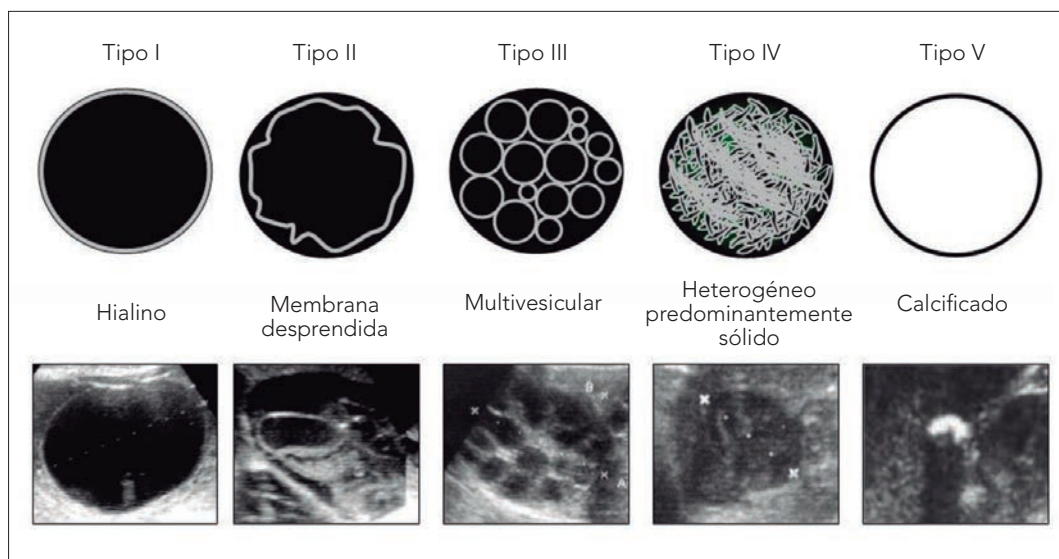 Tipo I
Tipo II
Tipo III
Tipo IV
Tipo V
Hialino
Membrana
desprendida
Multivesicular
Heterogéneo
predominantemente
sólido
Calcificado
A